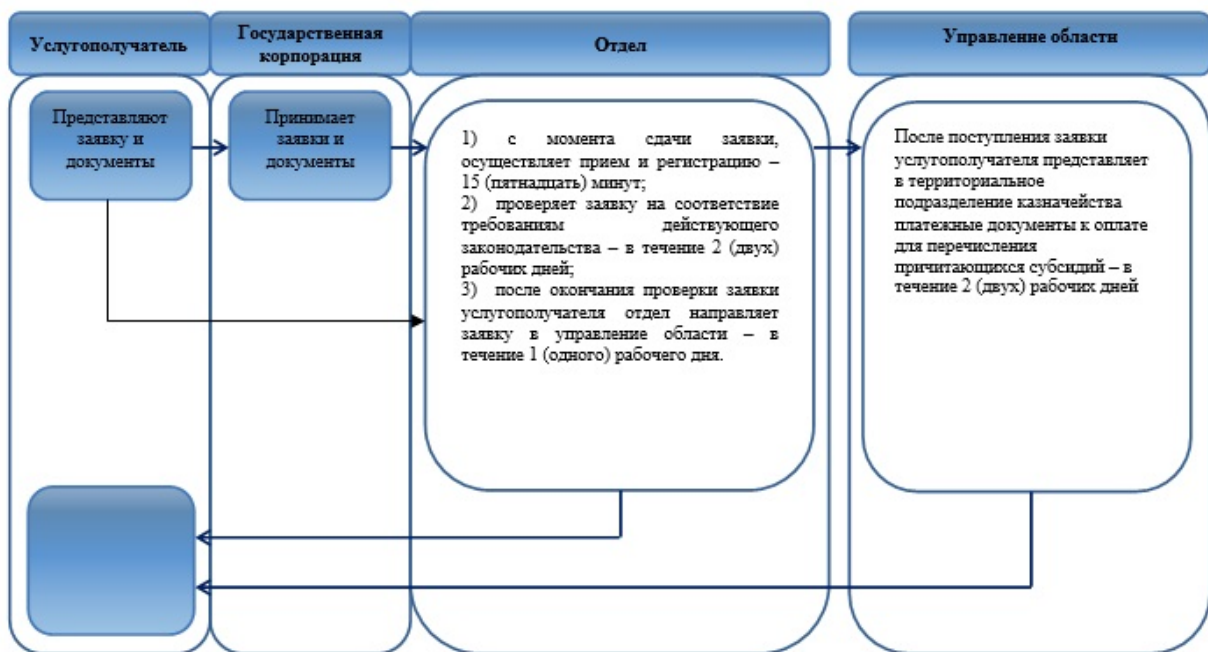 Услугополучатель
Государственная
корпорация
Отдел
Управление области
Представляют
заявку и
документы
Принимает
заявки и
документы
1) с момента сдачи заявки,
осуществляет прием и регистрацию –
15 (пятнадцать) минут;
2) проверяет заявку на соответствие
требованиям действующего
законодательства – в течение 2 (двух)
рабочих дней;
3) после окончания проверки заявки
услугополучателя отдел направляет
заявку в управление области – в
течение 1 (одного) рабочего дня.
После поступления заявки
услугополучателя представляет
в территориальное
подразделение казначейства
платежные документы к оплате
для перечисления
причитающихся субсидий – в
течение 2 (двух) рабочих дней